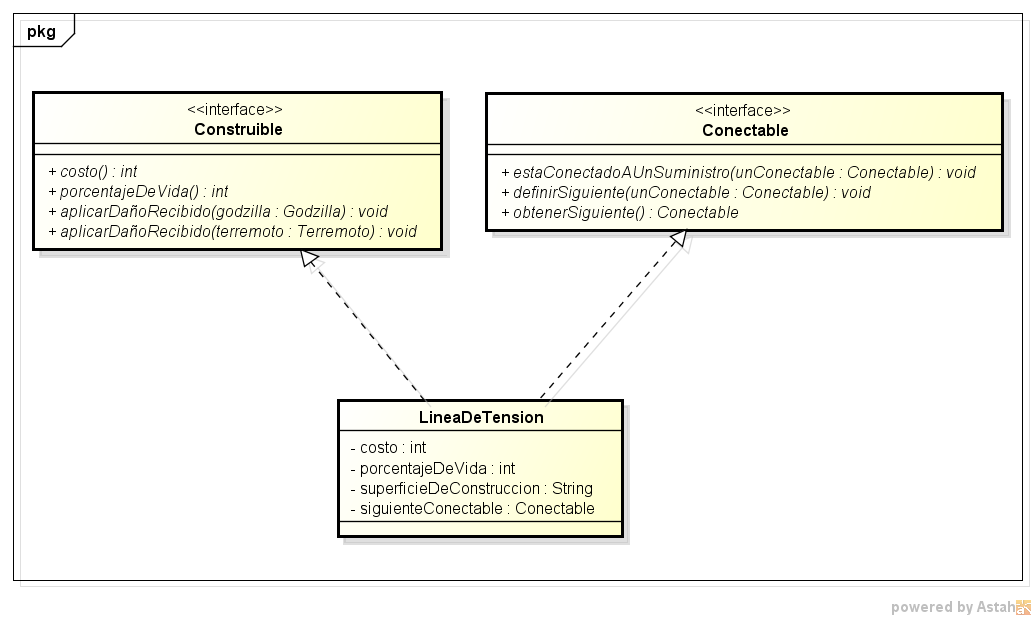 pkg
<<interface>>
Construible
+ costo() : int
+ porcentajeDeVida() : int
+ aplicarDañoRecibido(godzilla : Godzilla) : void
+ aplicarDañoRecibido(terremoto : Terremoto) : void
<<interface>>
Conectable
+ estaConectadoAUnSuministro(unConectable : Conectable) : void
+ definirSiguiente(unConectable : Conectable) : void
+ obtenerSiguiente() : Conectable
LineaDeTension
- costo : int
- porcentajeDeVida : int
- superficieDeConstruccion : String
- siguienteConectable : Conectable
powered by Astah